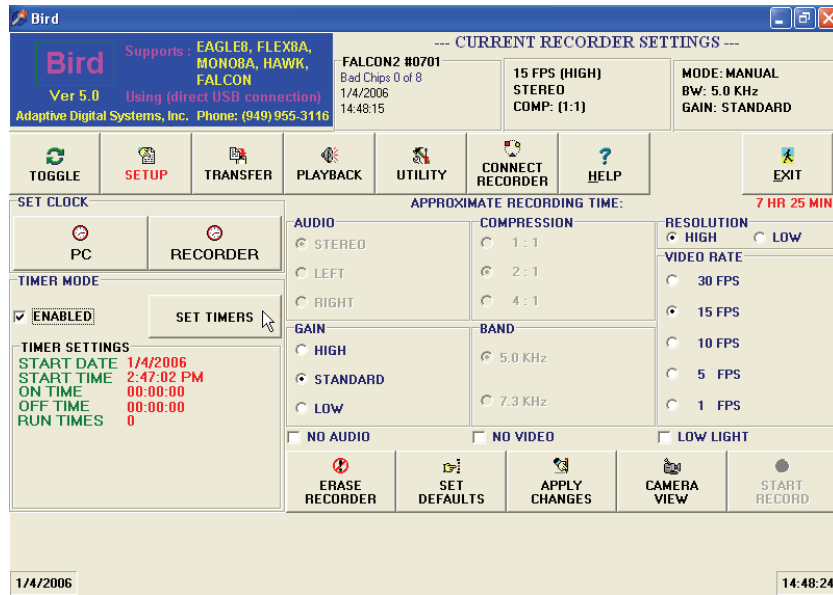 Bird
Bird
Ver 5.0
Supports : EAGLE8, FLEX8A,
MONO8A, HAWK,
FALCON
Using (direct USB connection)
Adaptive Digital Systems, Inc. Phone: (949) 955-3116
--- CURRENT RECORDER SETTINGS ---
FALCON2 #0701
Bad Chips 0 of 8
1/4/2006
14:48:15
15 FPS (HIGH)
STEREO
COMP: (1:1)
MODE: MANUAL
BW: 5.0 KHz
GAIN: STANDARD
TOGGLE
SETUP
TRANSFER
PLAYBACK
UTILITY
CONNECT
RECORDER
HELP
EXIT
SET CLOCK
PC
RECORDER
TIMER MODE
ENABLED
SET TIMERS
TIMER SETTINGS
START DATE 1/4/2006
START TIME 2:47:02 PM
ON TIME 00:00:00
OFF TIME 00:00:00
RUN TIMES 0
APPROXIMATE RECORDING TIME: 7 HR 25 MIN
AUDIO
STEREO
LEFT
RIGHT
COMPRESSION
1 : 1
2 : 1
4 : 1
RESOLUTION
HIGH LOW
VIDEO RATE
30 FPS
15 FPS
10 FPS
5 FPS
1 FPS
GAIN
HIGH
STANDARD
LOW
BAND
5.0 KHz
7.3 KHz
NO AUDIO
NO VIDEO
LOW LIGHT
ERASE
RECORDER
SET
DEFAULTS
APPLY
CHANGES
CAMERA
VIEW
START
RECORD
1/4/2006
14:48:24